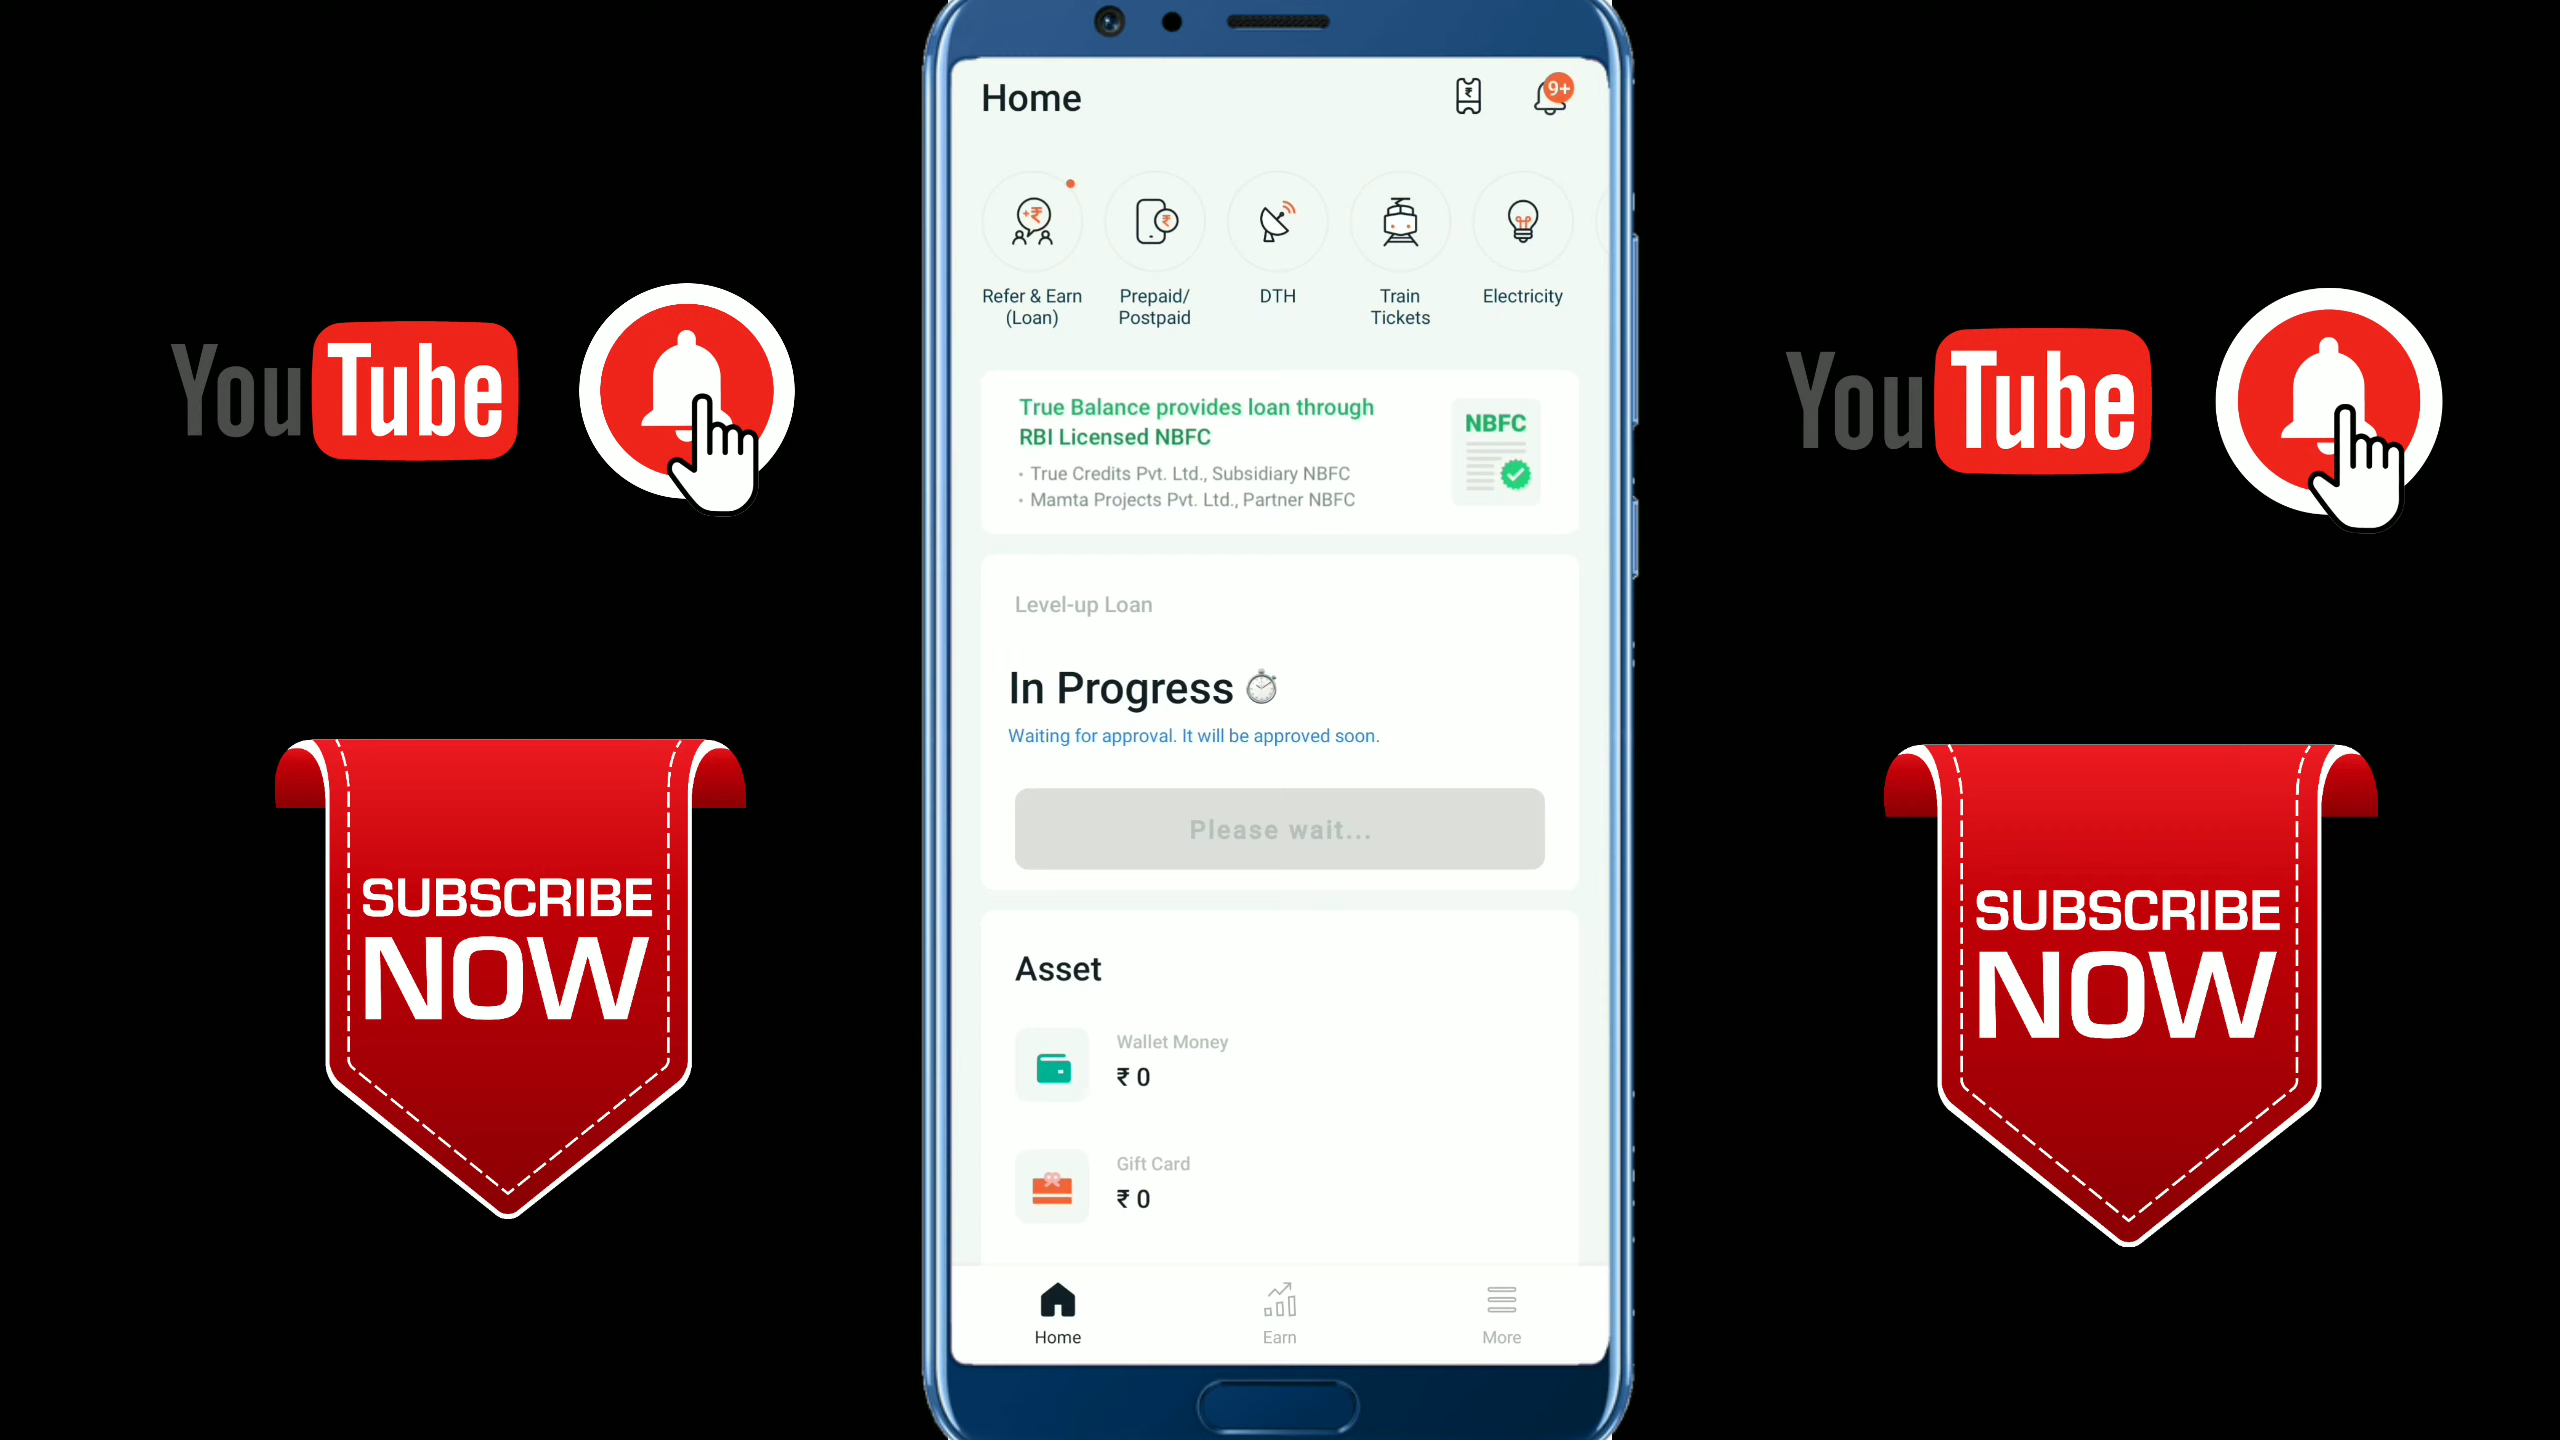 Home
9+
Refer & Earn
(Loan)
Prepaid/
Postpaid
DTH
Train
Tickets
Electricity
True Balance provides loan through
RBI Licensed NBFC
· True Credits Pvt. Ltd., Subsidiary NBFC
· Mamta Projects Pvt. Ltd., Partner NBFC
NBFC
Level-up Loan
In Progress
Waiting for approval. It will be approved soon.
Please wait...
Asset
Wallet Money
₹ 0
Gift Card
₹ 0
Home
Earn
More
YouTube
SUBSCRIBE
NOW
YouTube
SUBSCRIBE
NOW